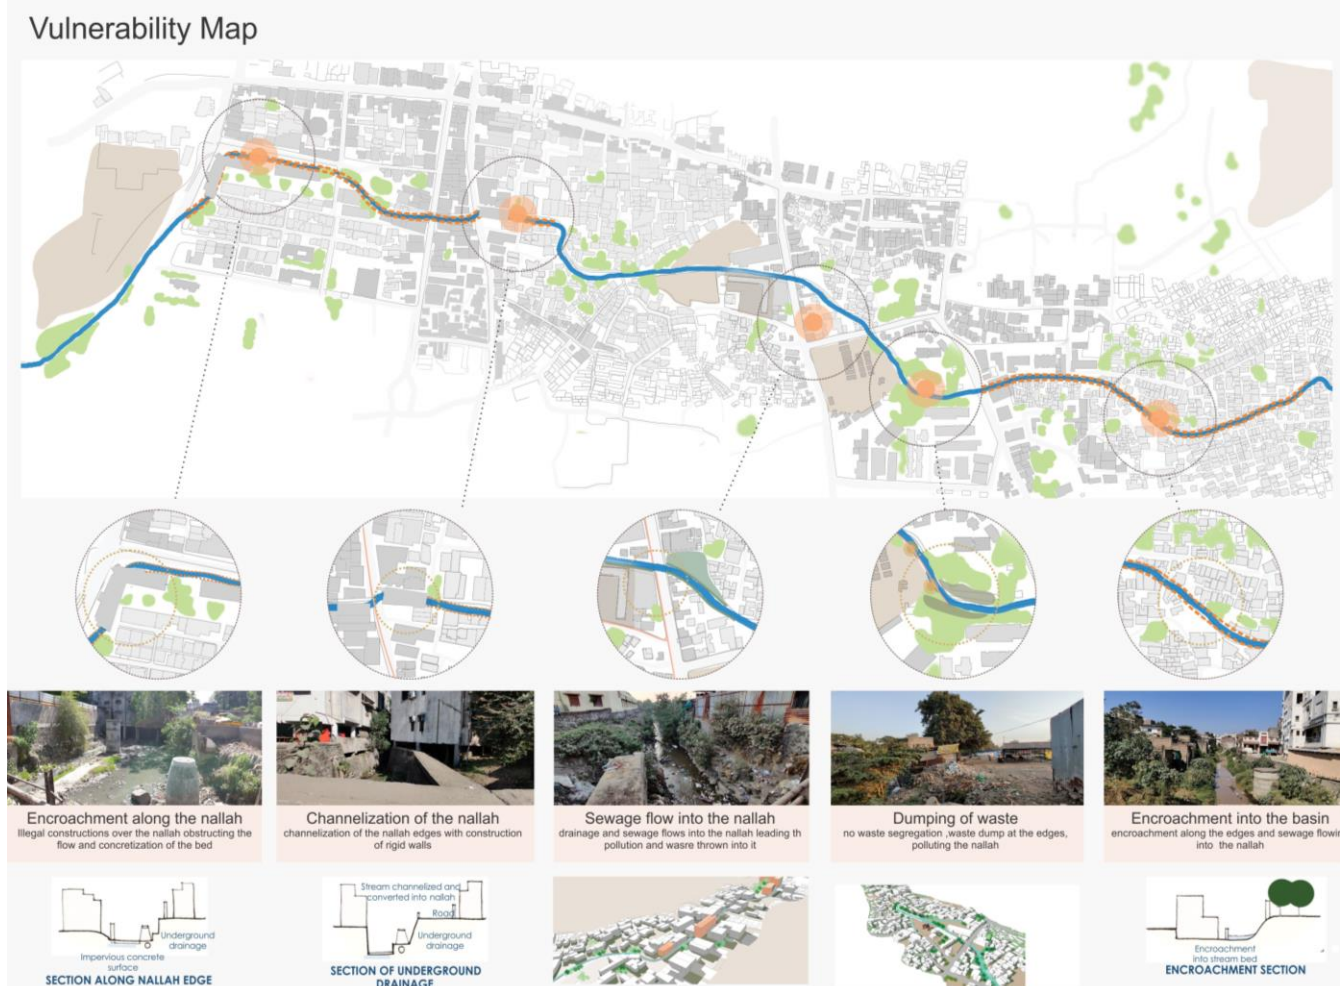 Vulnerability Map
Encroachment along the nallah
Illegal constructions over the nallah obstructing the
flow and concretization of the bed
Channelization of the nallah
channelization of the nallah edges with construction
of rigid walls
Sewage flow into the nallah
drainage and sewage flows into the nallah leading th
pollution and wasre thrown into it
Dumping of waste
no waste segregation ,waste dump at the edges,
polluting the nallah
Encroachment into the basin
encroachment along the edges and sewage flowin
into the nallah
Underground
drainage
Impervious concrete
surface
SECTION ALONG NALLAH EDGE
Stream channelized and
converted into nallah
Road
Underground
drainage
SECTION OF UNDERGROUND
DRAINAGE
Encroachment
into stream bed
ENCROACHMENT SECTION